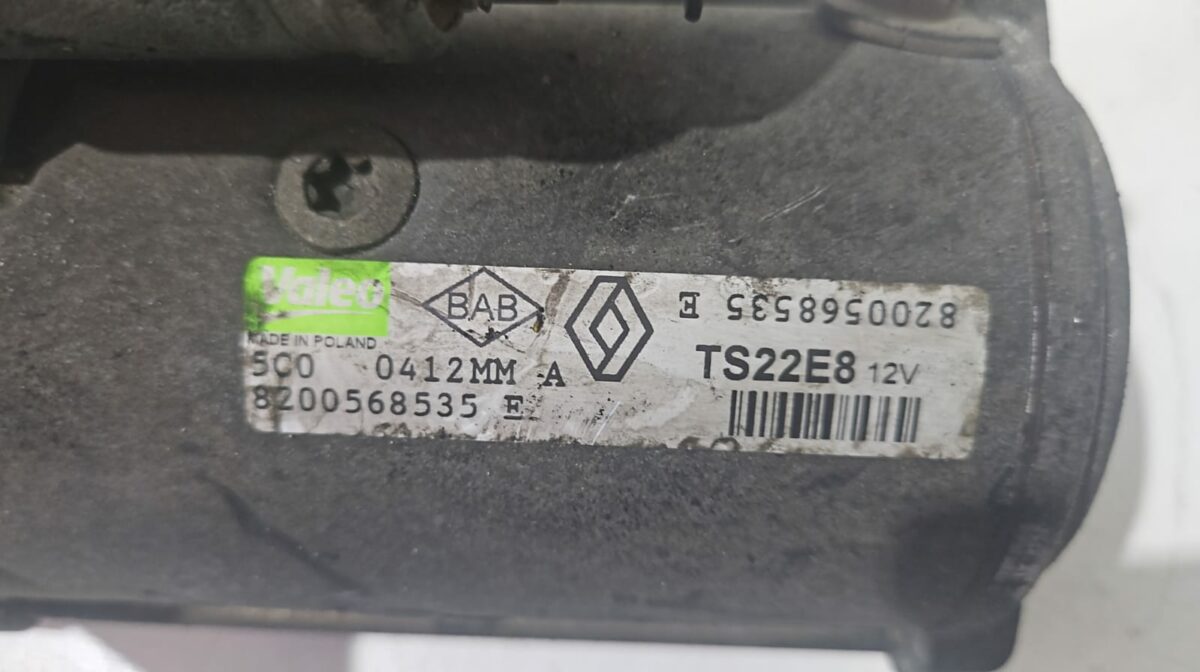 Valeo
BAB
8200568535 E
MADE IN POLAND
5C0 0412MM A
TS22E8 12V
8200568535 E